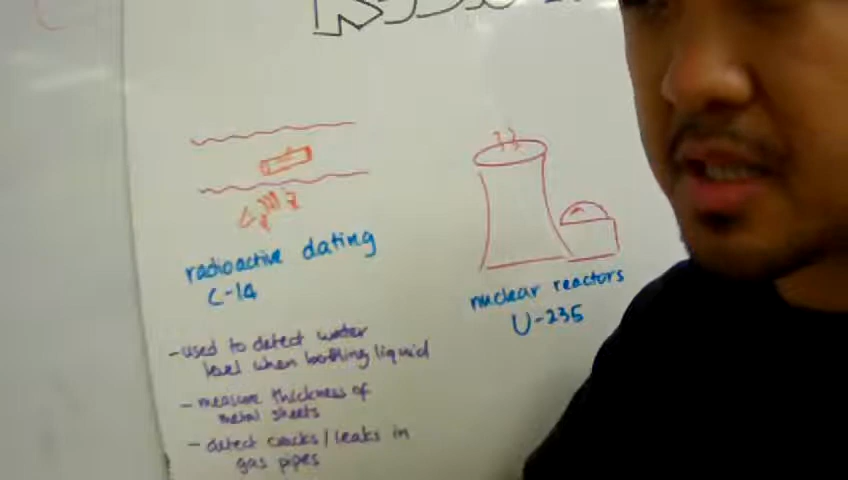 radioactive dating
C-14
nuclear reactors
U-235
- used to detect water
level when bottling liquid
- measure thickness of
metal sheets
- detect cracks/leaks in
gas pipes